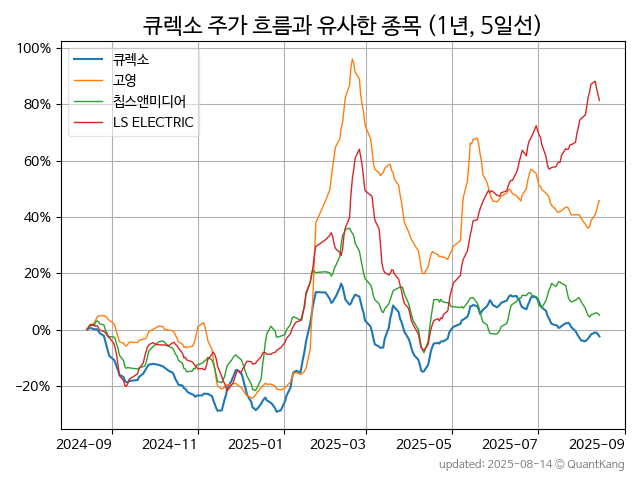 큐렉소 주가 흐름과 유사한 종목 (1년, 5일선)
100%
80%
60%
40%
20%
0%
−20%
큐렉소
고영
칩스앤미디어
LS ELECTRIC
2024-09
2024-11
2025-01
2025-03
2025-05
2025-07
2025-09
updated: 2025-08-14 © QuantKang